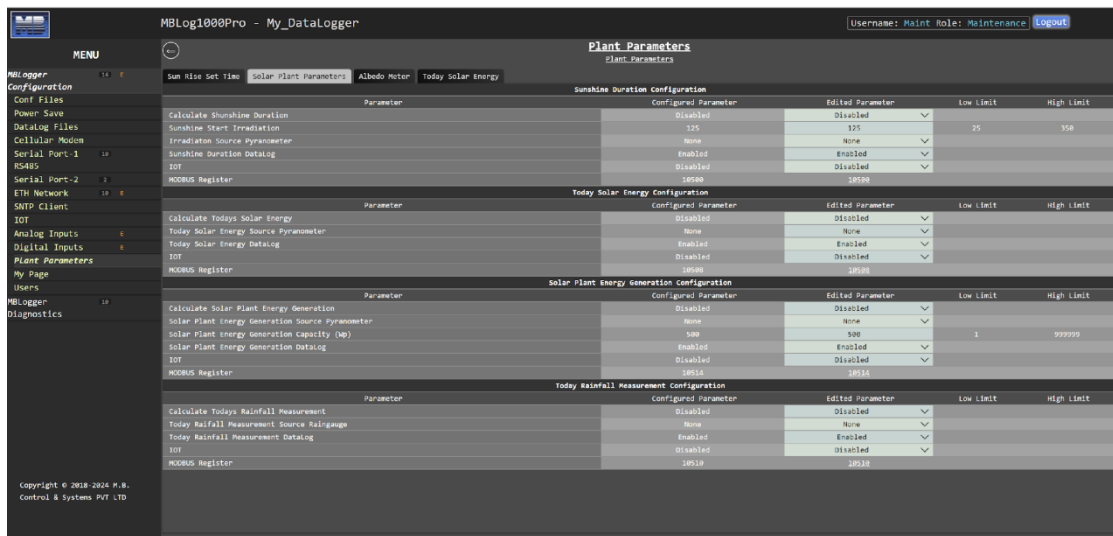 MBLog1000Pro - My_DataLogger
Username: Maint Role: Maintenance Logout
MENU
Plant Parameters
Plant Parameters
MBLogger 14 E
Configuration
Conf Files
Power Save
DataLog Files
Cellular Modem
Serial Port-1 10
RS485
Serial Port-2 2
ETH Network 10 E
SNTP Client
IOT
Analog Inputs E
Digital Inputs E
Plant Parameters
My Page
Users
MBLogger 10
Diagnostics
Copyright © 2018-2024 M.B.
Control & Systems PVT LTD
Sun Rise Set Time Solar Plant Parameters Albedo Meter Today Solar Energy
Sunshine Duration Configuration
Parameter Configured Parameter Edited Parameter Low Limit High Limit
Calculate Shunshine Duration Disabled Disabled
Sunshine Start Irradiation 125 125 25 350
Irradiaton Source Pyranometer None None
Sunshine Duration DataLog Enabled Enabled
IOT Disabled Disabled
MODBUS Register 10500 10500
Today Solar Energy Configuration
Parameter Configured Parameter Edited Parameter Low Limit High Limit
Calculate Todays Solar Energy Disabled Disabled
Today Solar Energy Source Pyranometer None None
Today Solar Energy DataLog Enabled Enabled
IOT Disabled Disabled
MODBUS Register 10508 10508
Solar Plant Energy Generation Configuration
Parameter Configured Parameter Edited Parameter Low Limit High Limit
Calculate Solar Plant Energy Generation Disabled Disabled
Solar Plant Energy Generation Source Pyranometer None None
Solar Plant Energy Generation Capacity (Wp) 500 500 1 999999
Solar Plant Energy Generation DataLog Enabled Enabled
IOT Disabled Disabled
MODBUS Register 10514 10514
Today Rainfall Measurement Configuration
Parameter Configured Parameter Edited Parameter Low Limit High Limit
Calculate Todays Rainfall Measurement Disabled Disabled
Today Raifall Measurement Source Raingauge None None
Today Rainfall Measurement DataLog Enabled Enabled
IOT Disabled Disabled
MODBUS Register 10510 10510